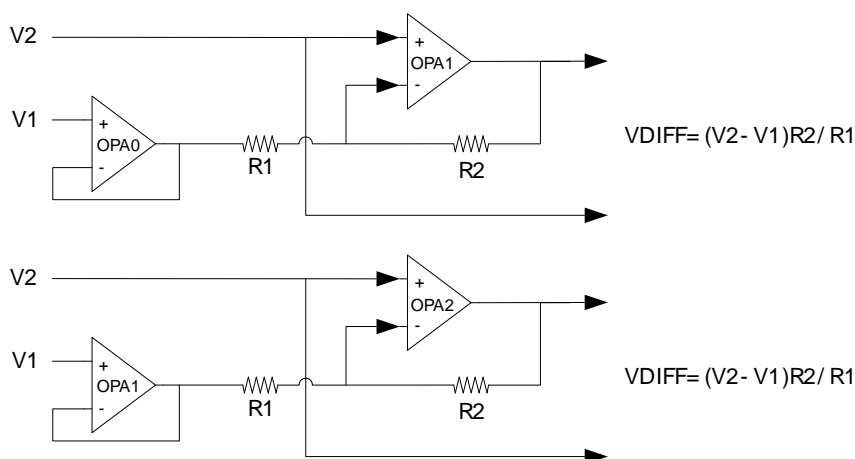 V2
+
OPA1
-
V1
+
OPA0
-
R1
R2
VDIFF= (V2 - V1)R2/ R1
V2
+
OPA2
-
V1
+
OPA1
-
R1
R2
VDIFF= (V2 - V1)R2/ R1